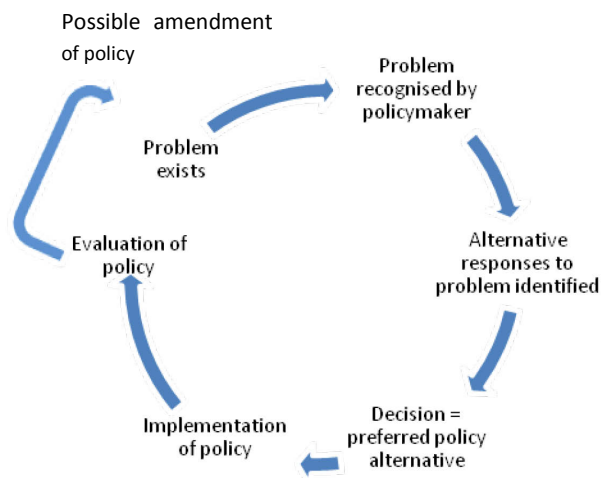 Possible amendment
of policy
Problem
recognised by
policymaker
Problem
exists
Alternative
responses to
problem identified
Evaluation of
policy
Decision =
preferred policy
alternative
Implementation
of policy